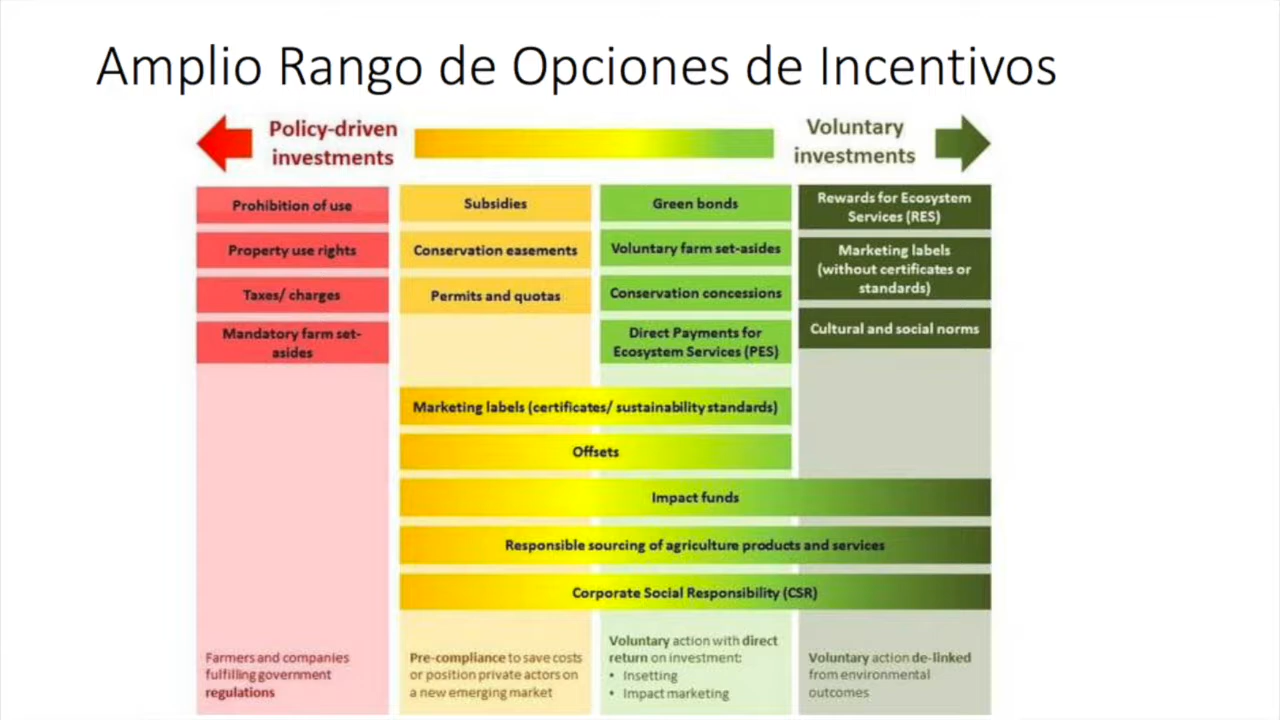 Amplio Rango de Opciones de Incentivos
Policy-driven
investments
Voluntary
investments
Prohibition of use
Property use rights
Taxes/ charges
Mandatory farm set-
asides
Subsidies
Conservation easements
Permits and quotas
Green bonds
Voluntary farm set-asides
Conservation concessions
Direct Payments for
Ecosystem Services (PES)
Rewards for Ecosystem
Services (RES)
Marketing labels
(without certificates or
standards)
Cultural and social norms
Marketing labels (certificates/ sustainability standards)
Offsets
Impact funds
Responsible sourcing of agriculture products and services
Corporate Social Responsibility (CSR)
Farmers and companies
fulfilling government
regulations
Pre-compliance to save costs
or position private actors on
a new emerging market
Voluntary action with direct
return on investment:
• Insetting
• Impact marketing
Voluntary action de-linked
from environmental
outcomes